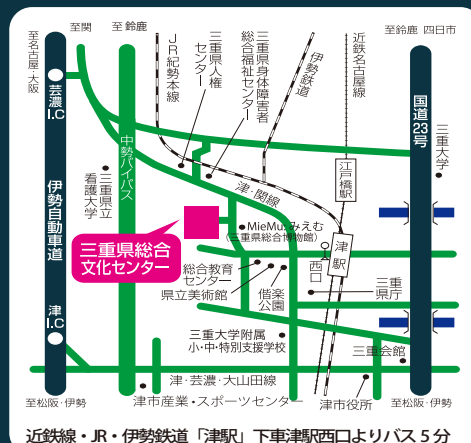 至関
至鈴鹿
至鈴鹿 四日市
至名古屋・大阪
芸濃
I.C
伊勢自動車道
津
I.C
至松阪・伊勢
中勢バイパス
三重県立
看護大学
JR紀勢本線
三重県人権
センター
三重県身体障害者
総合福祉センター
伊勢鉄道
近鉄名古屋線
国道23号
三重大学
江戸橋駅
津・関線
MieMu:みえむ
(三重県総合博物館)
三重県総合
文化センター
津駅
西口
総合教育
センター
県立美術館
偕楽
公園
三重
県庁
三重大学附属
小・中・特別支援学校
三重会館
津・芸濃・大山田線
津市産業・スポーツセンター
津市役所
至松阪・伊勢
至松阪・伊勢
近鉄線・JR・伊勢鉄道「津駅」下車津駅西口よりバス5分